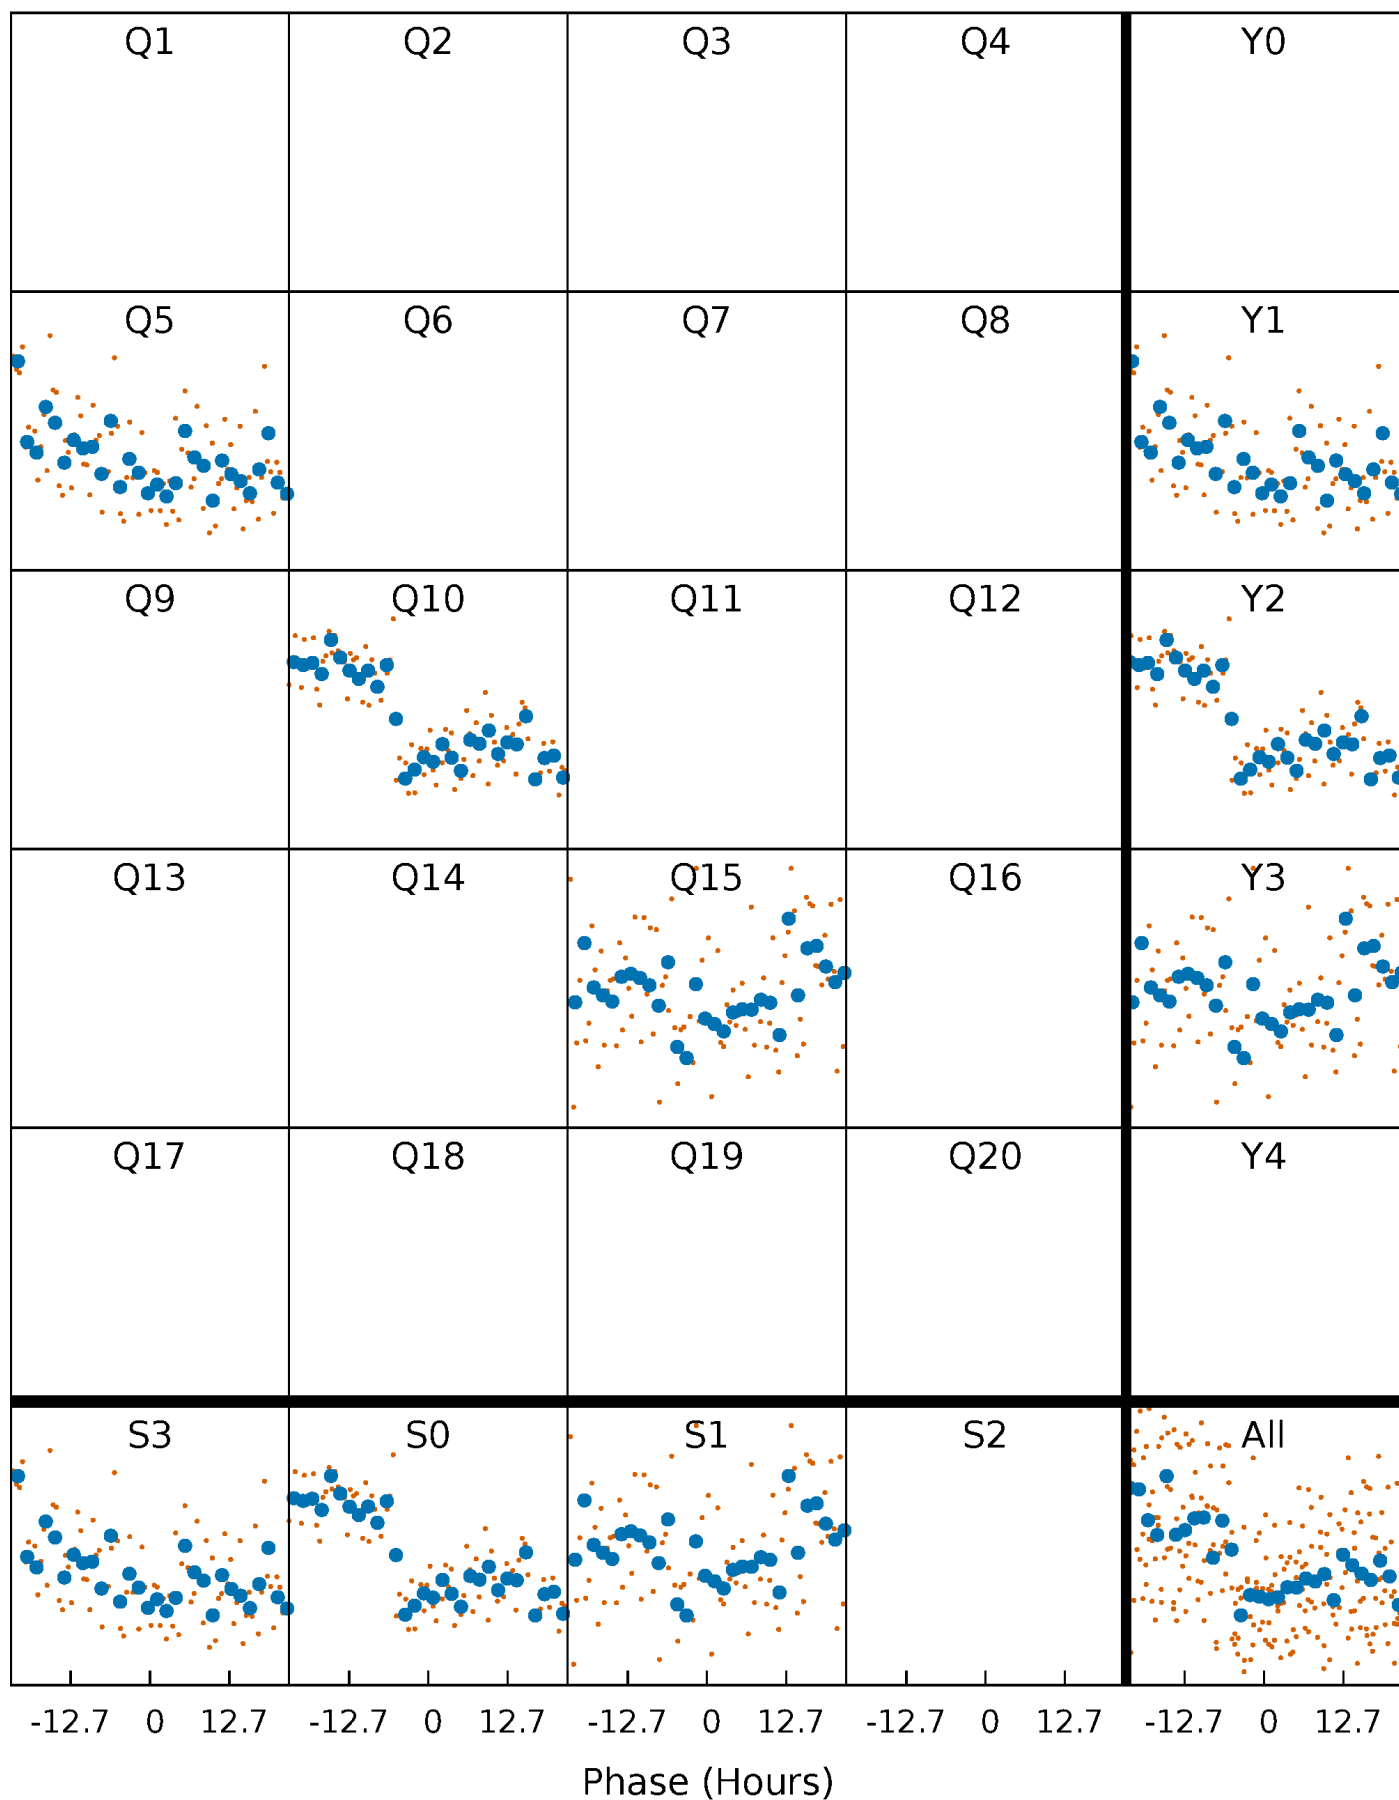 Q1 Q2 Q3 Q4 Y0
Q5 Q6 Q7 Q8 Y1
Q9 Q10 Q11 Q12 Y2
Q13 Q14 Q15 Q16 Y3
Q17 Q18 Q19 Q20 Y4
S3 S0 S1 S2 All
-12.7 0 12.7 -12.7 0 12.7 -12.7 0 12.7 -12.7 0 12.7 -12.7 0 12.7
Phase (Hours)